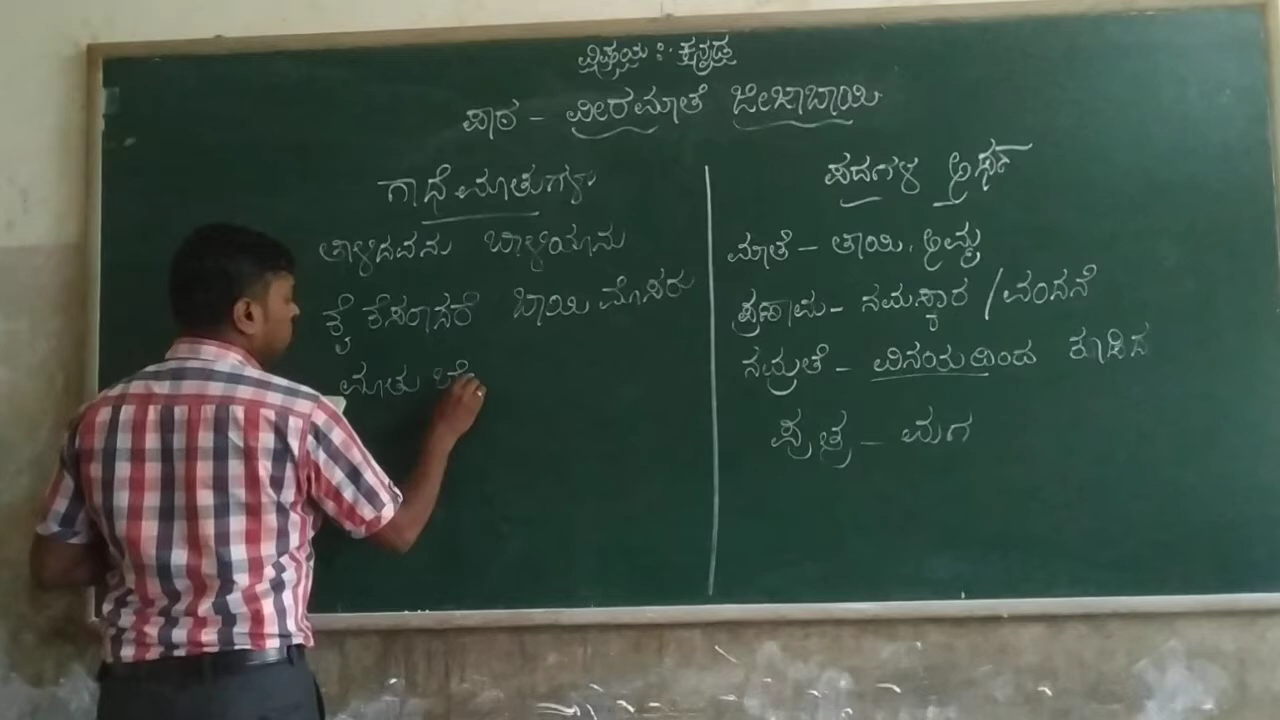 ವಿಷಯ : ಕನ್ನಡ
ಪಾಠ - ವೀರಮಾತೆ ಜೀಜಾಬಾಯಿ
ಗಾದೆ ಮಾತುಗಳು
ತಾಳಿದವನು ಬಾಳಿಯಾನು
ಕೈ ಕೆಸರಾದರೆ ಬಾಯಿ ಮೊಸರು
ಮಾತು ಬೆ
ಪದಗಳ ಅರ್ಥ
ಮಾತೆ - ತಾಯಿ, ಅಮ್ಮ
ಪ್ರಣಾಮ - ನಮಸ್ಕಾರ / ವಂದನೆ
ನಮ್ರತೆ - ವಿನಯದಿಂದ ಕೂಡಿದ
ಪುತ್ರ - ಮಗ